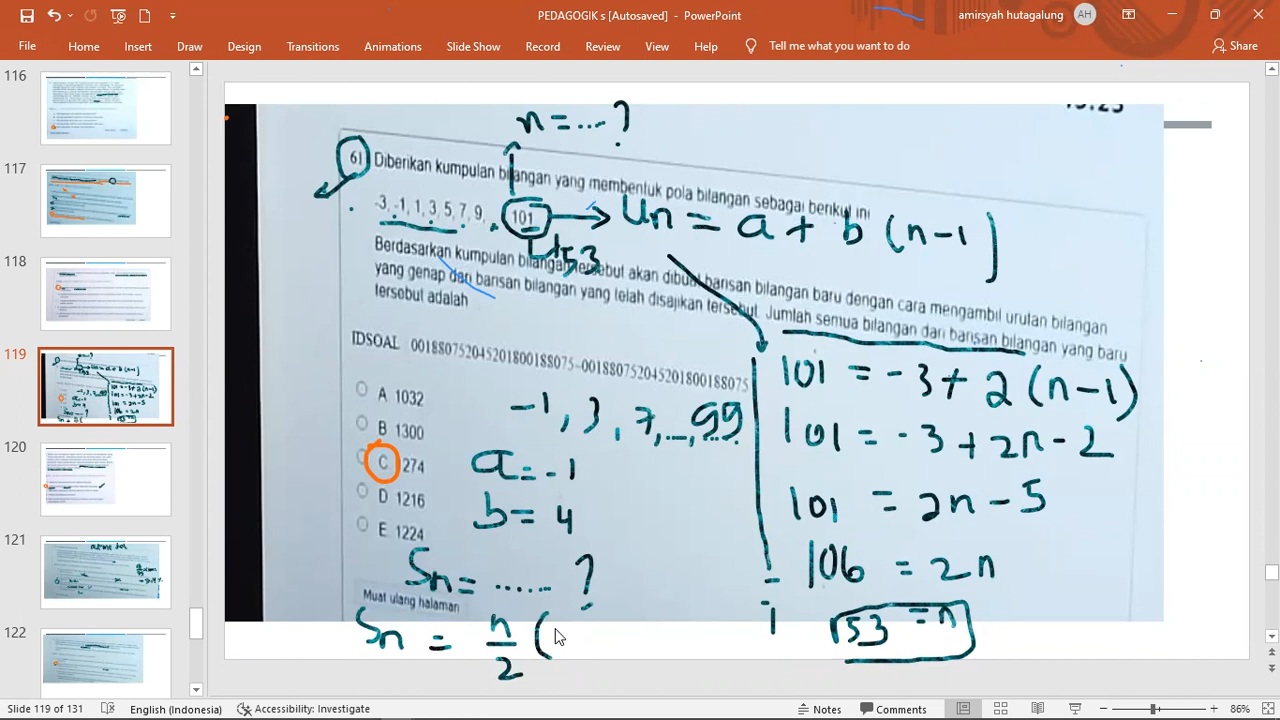 PEDAGOGIK s [Autosaved] - PowerPoint
amirsyah hutagalung
AH
File Home Insert Draw Design Transitions Animations Slide Show Record Review View Help Tell me what you want to do Share
116
117
118
119
120
121
122
n = ....?
61 Diberikan kumpulan bilangan yang membentuk pola bilangan sebagai berikut ini
-3, -1, 1, 3, 5, 7, 9, 101
Un = a + b (n-1)
53
Berdasarkan kumpulan bilangan tersebut akan dibuat barisan bilangan baru dengan cara mengambil urutan bilangan
yang genap dari barisan bilangan yang telah disajikan tersebut. Jumlah semua bilangan dari barisan bilangan yang baru
tersebut adalah
IDSOAL 001880752045201800188075-001880752045201800188075
A 1032
B 1300
C 1274
D 1216
E 1224
Muat ulang halaman
-1, 3, 7, ..., 99
a = -1
b = 4
Sn = ...... ?
Sn = n/2 (
101 = -3 + 2 (n-1)
101 = -3 + 2n - 2
101 = 2n - 5
106 = 2n
53 = n
Slide 119 of 131
English (Indonesia)
Accessibility: Investigate
Notes
Comments
86%